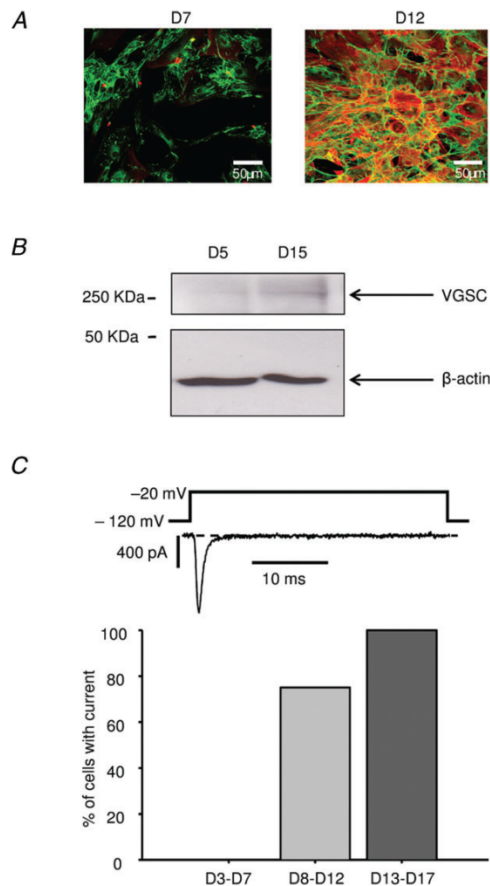 A
D7 D12
50µm 50µm
B
D5 D15
250 KDa VGSC
50 KDa
β-actin
C
–20 mV
– 120 mV
400 pA
10 ms
% of cells with current
100
80
60
40
20
0
D3-D7 D8-D12 D13-D17